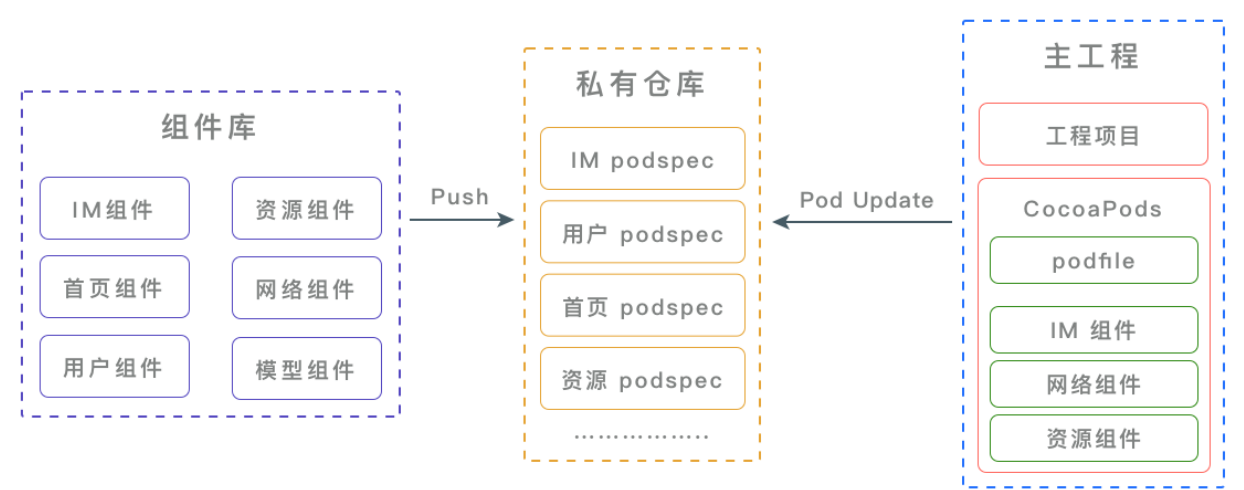 组件库
IM组件
资源组件
首页组件
网络组件
用户组件
模型组件
Push
私有仓库
IM podspec
用户 podspec
首页 podspec
资源 podspec
……………..
Pod Update
主工程
工程项目
CocoaPods
podfile
IM 组件
网络组件
资源组件